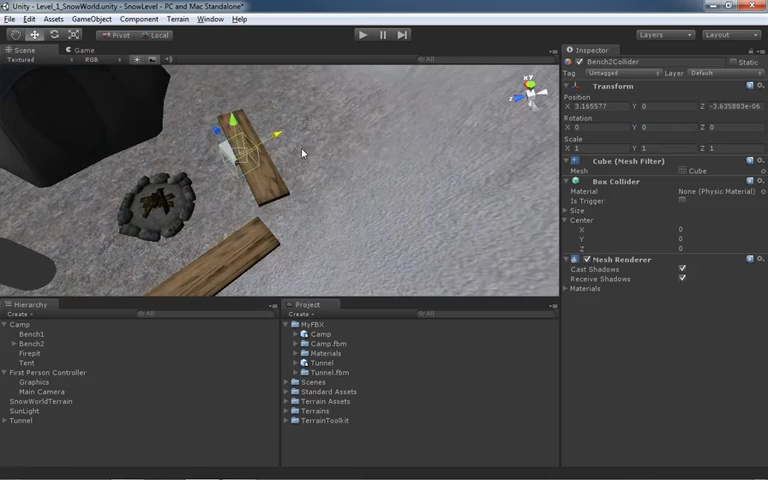 Unity - Level_1_SnowWorld.unity - SnowLevel - PC and Mac Standalone*
File Edit Assets GameObject Component Terrain Window Help
Pivot Local Layers Layout
Scene Game
Textured RGB All
x y
z
Hierarchy
Create All
Camp
Bench1
Bench2
Firepit
Tent
First Person Controller
Graphics
Main Camera
SnowWorldTerrain
SunLight
Tunnel
Project
Create All
MyFBX
Camp
Camp.fbm
Materials
Tunnel
Tunnel.fbm
Scenes
Standard Assets
Terrain Assets
Terrains
TerrainToolkit
Inspector
Bench2Collider Static
Tag Untagged Layer Default
Transform
Position
X 3.165577 Y 0 Z -3.835883e-06
Rotation
X 0 Y 0 Z 0
Scale
X 1 Y 1 Z 1
Cube (Mesh Filter)
Mesh Cube
Box Collider
Material None (Physic Material)
Is Trigger
Size
Center
X 0
Y 0
Z 0
Mesh Renderer
Cast Shadows
Receive Shadows
Materials